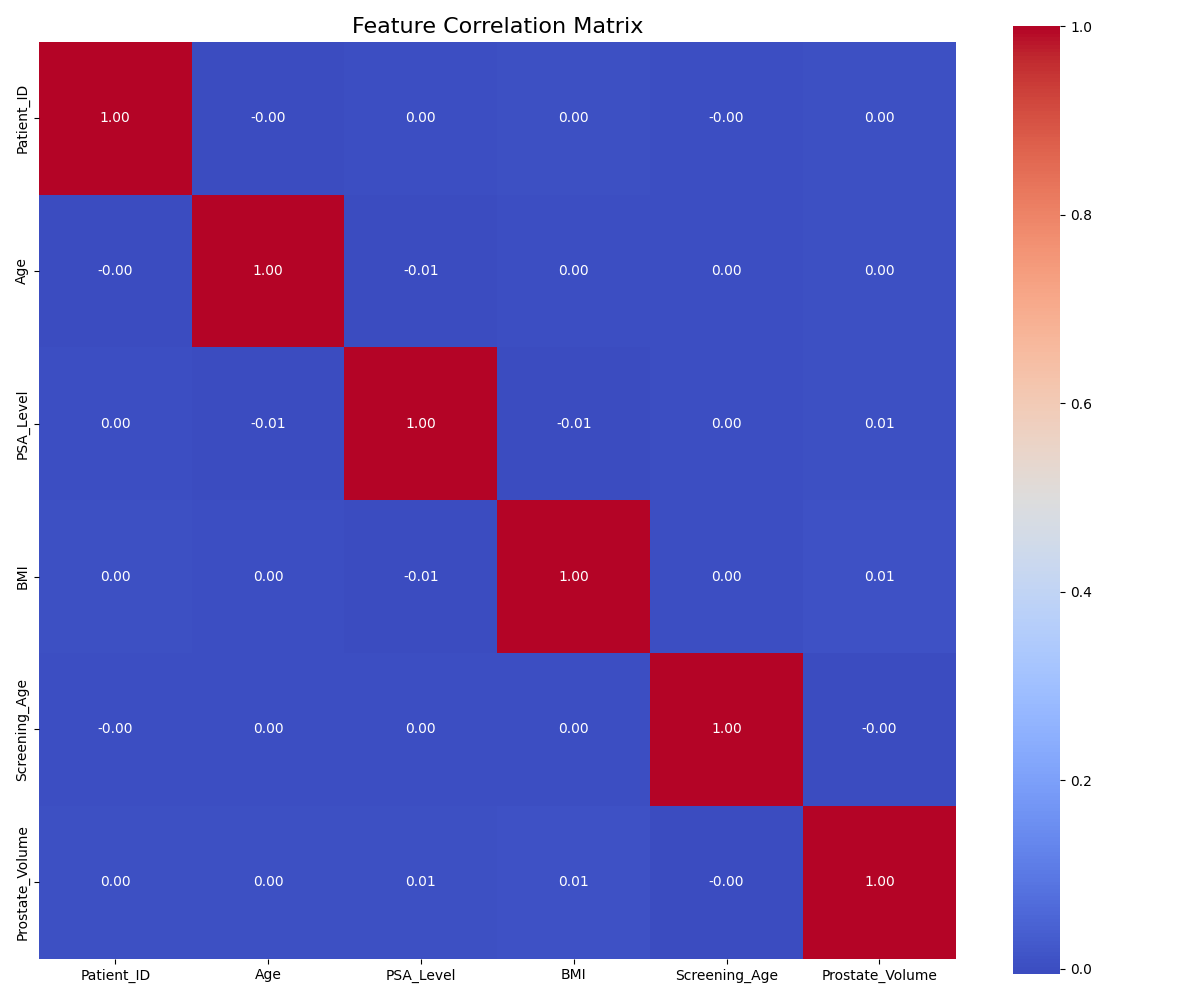 Feature Correlation Matrix
Patient_ID 1.00 -0.00 0.00 0.00 -0.00 0.00
Age -0.00 1.00 -0.01 0.00 0.00 0.00
PSA_Level 0.00 -0.01 1.00 -0.01 0.00 0.01
BMI 0.00 0.00 -0.01 1.00 0.00 0.01
Screening_Age -0.00 0.00 0.00 0.00 1.00 -0.00
Prostate_Volume 0.00 0.00 0.01 0.01 -0.00 1.00
Patient_ID Age PSA_Level BMI Screening_Age Prostate_Volume
1.0
0.8
0.6
0.4
0.2
0.0